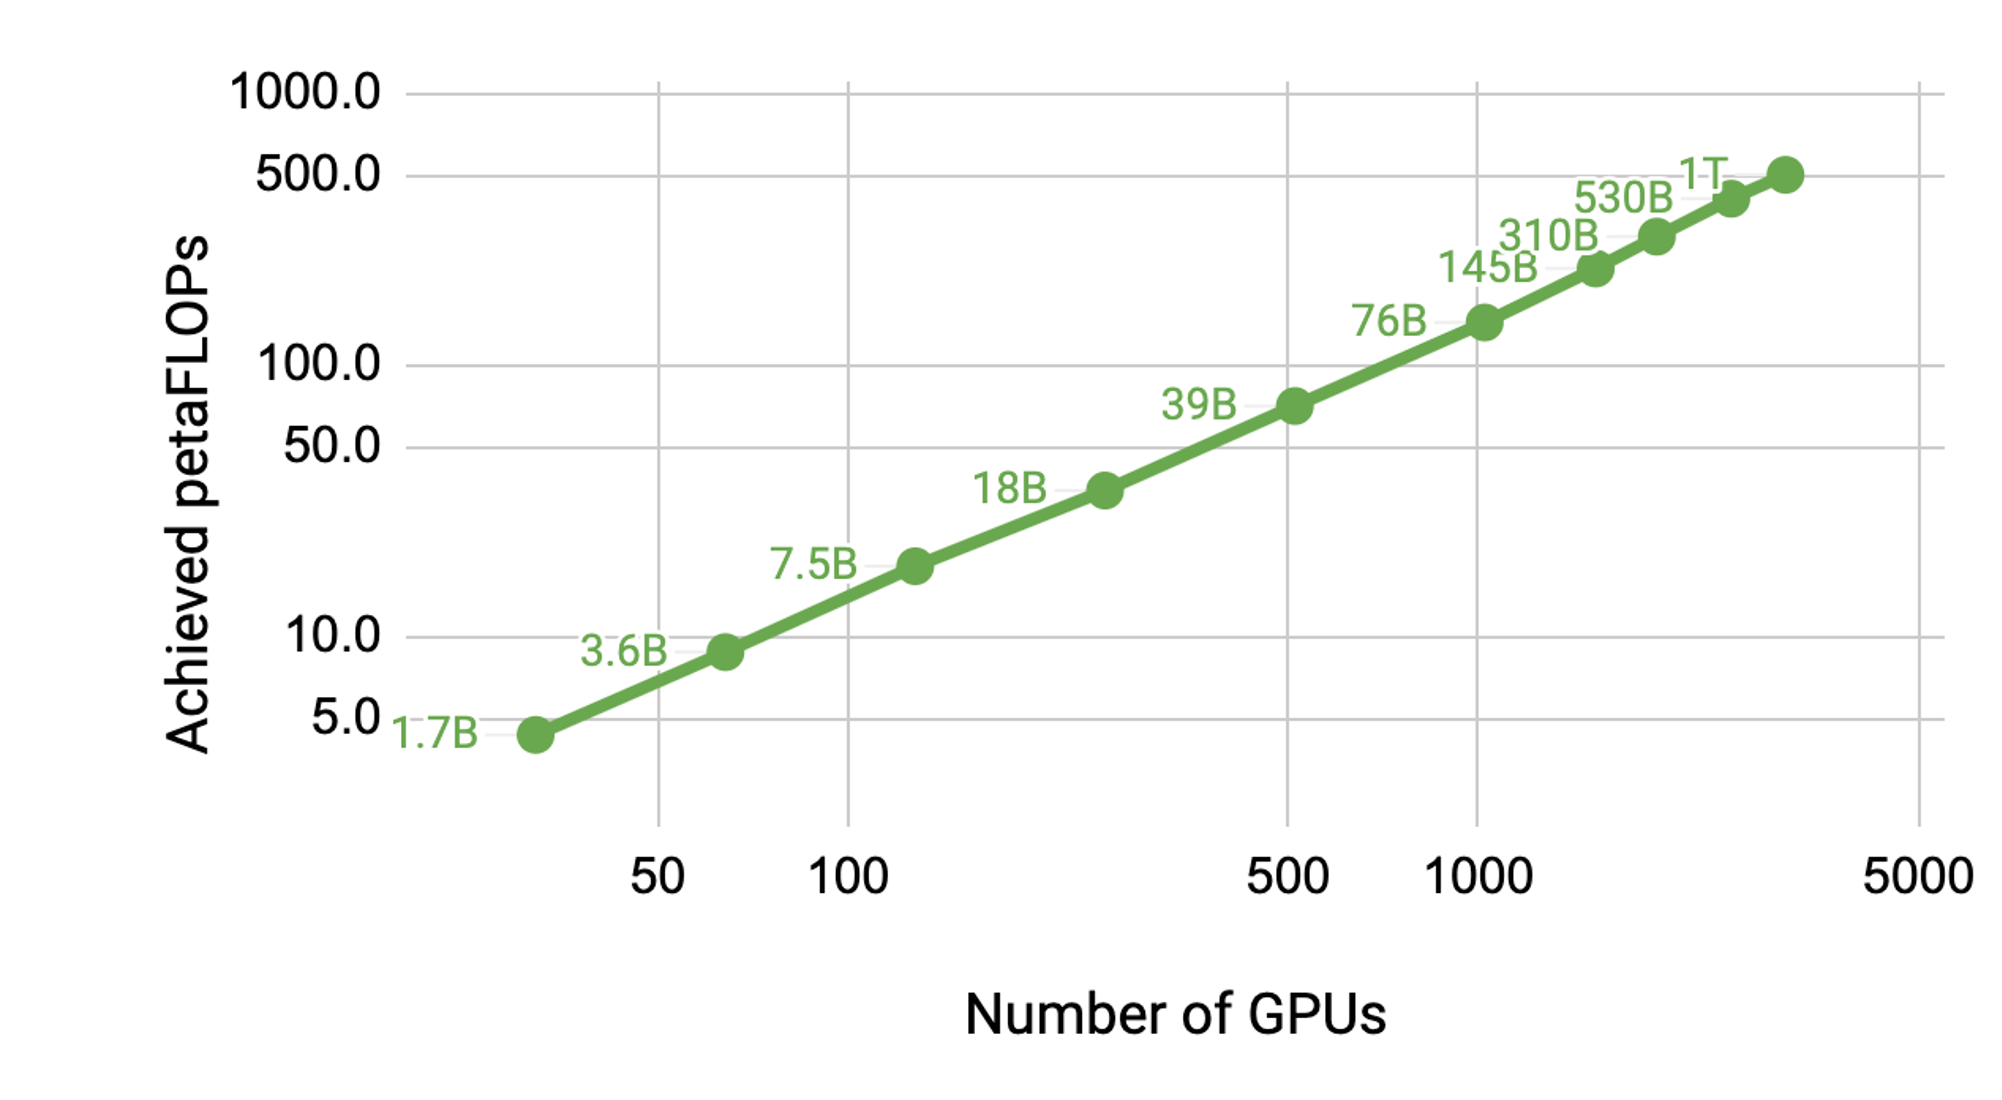 Achieved petaFLOPs
1000.0
500.0
100.0
50.0
10.0
5.0
1.7B
3.6B
7.5B
18B
39B
76B
145B
310B
530B
1T
50
100
500
1000
5000
Number of GPUs